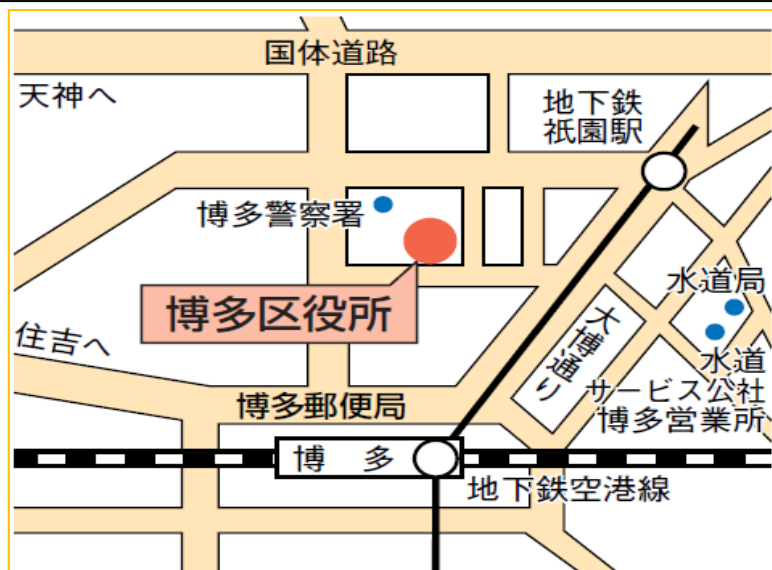 国体道路
天神へ
地下鉄
祇園駅
博多警察署
博多区役所
水道局
住吉へ
大博通り
水道
サービス公社
博多営業所
博多郵便局
博多
地下鉄空港線